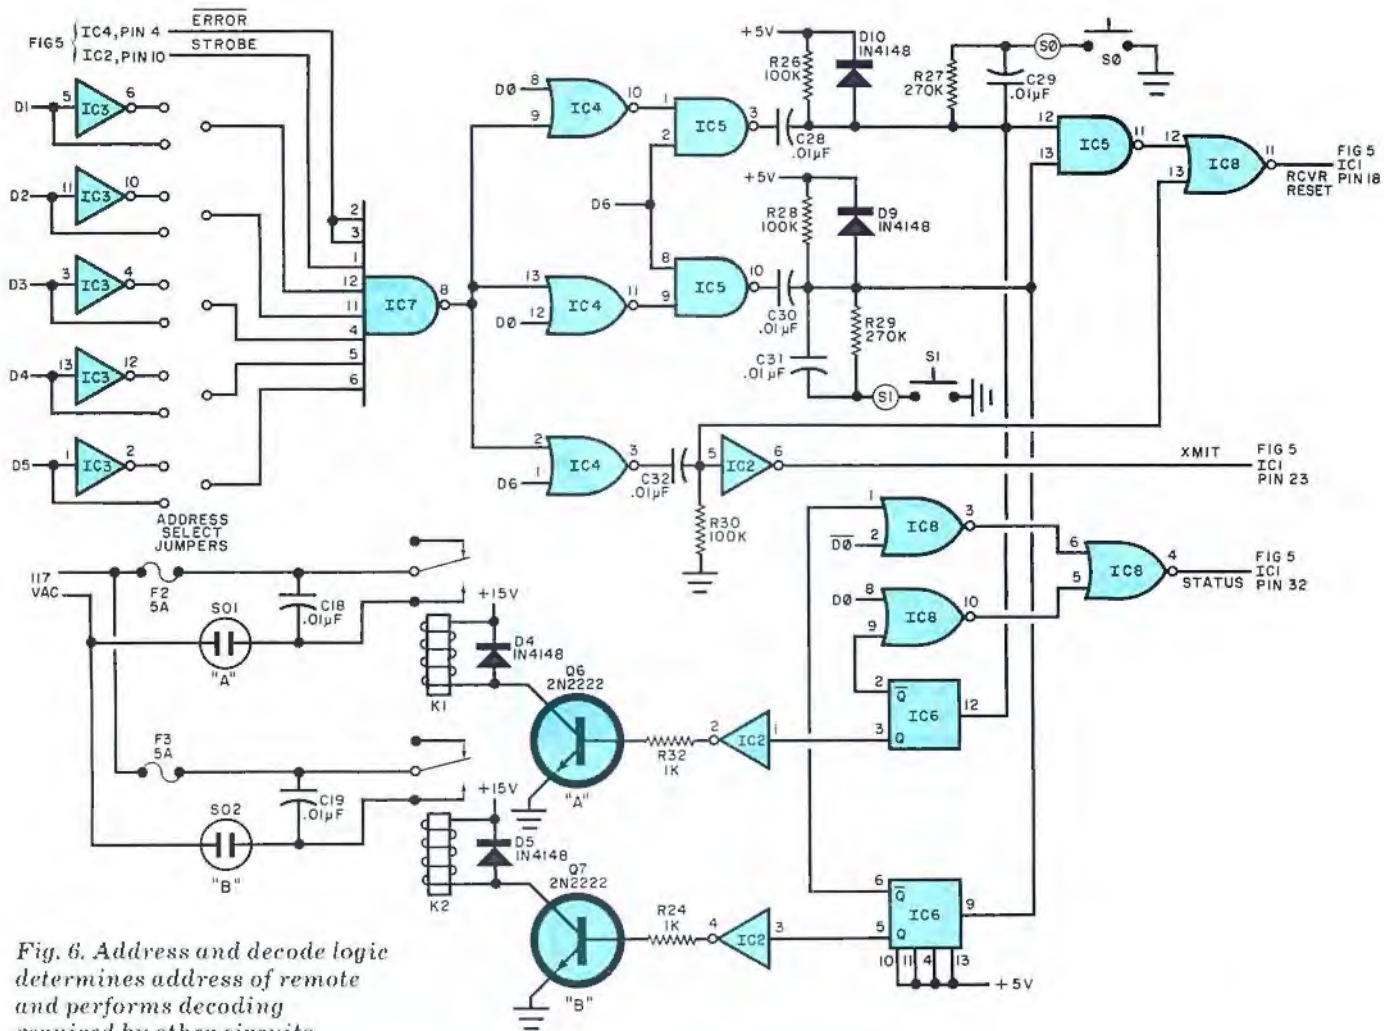 ERROR
FIG5 { IC4, PIN 4
IC2, PIN 10
STROBE
D1 5 IC3 6
D2 11 IC3 10
D3 3 IC3 4
D4 13 IC3 12
D5 1 IC3 2
ADDRESS
SELECT
JUMPERS
2
3
1
12
11
4
5
6
IC7 8
D0 8
9
IC4 10
13
D0 12
IC4 11
2
D6 1
IC4 3
1
2
IC5 3
D6
8
9
IC5 10
C28
.01µF
+5V
R26
100K
D10
IN4148
R27
270K
C29
.01µF
S0
S0
+5V
R28
100K
D9
IN4148
C30
.01µF
C31
.01µF
R29
270K
S1
S1
12
13
IC5 11
12
13
IC8 11
RCVR
RESET
FIG 5
IC1
PIN 18
C32
.01µF
R30
100K
5 IC2 6
XMIT
FIG 5
IC1
PIN 23
1
D0 2
IC8 3
D0 8
9
IC8 10
6
5
IC8 4
STATUS
FIG 5
IC1
PIN 32
2 Q
3 Q
IC6 12
6 Q
5 Q
IC6 9
10 11 4 13
+5V
117
VAC
F2
5A
C18
.01µF
SO1
"A"
+15V
K1
D4
IN4148
Q6
2N2222
"A"
R32
1K
2 IC2 1
F3
5A
C19
.01µF
SO2
"B"
+15V
K2
D5
IN4148
Q7
2N2222
"B"
R24
1K
4 IC2 3
Fig. 6. Address and decode logic
determines address of remote
and performs decoding
required by other circuits